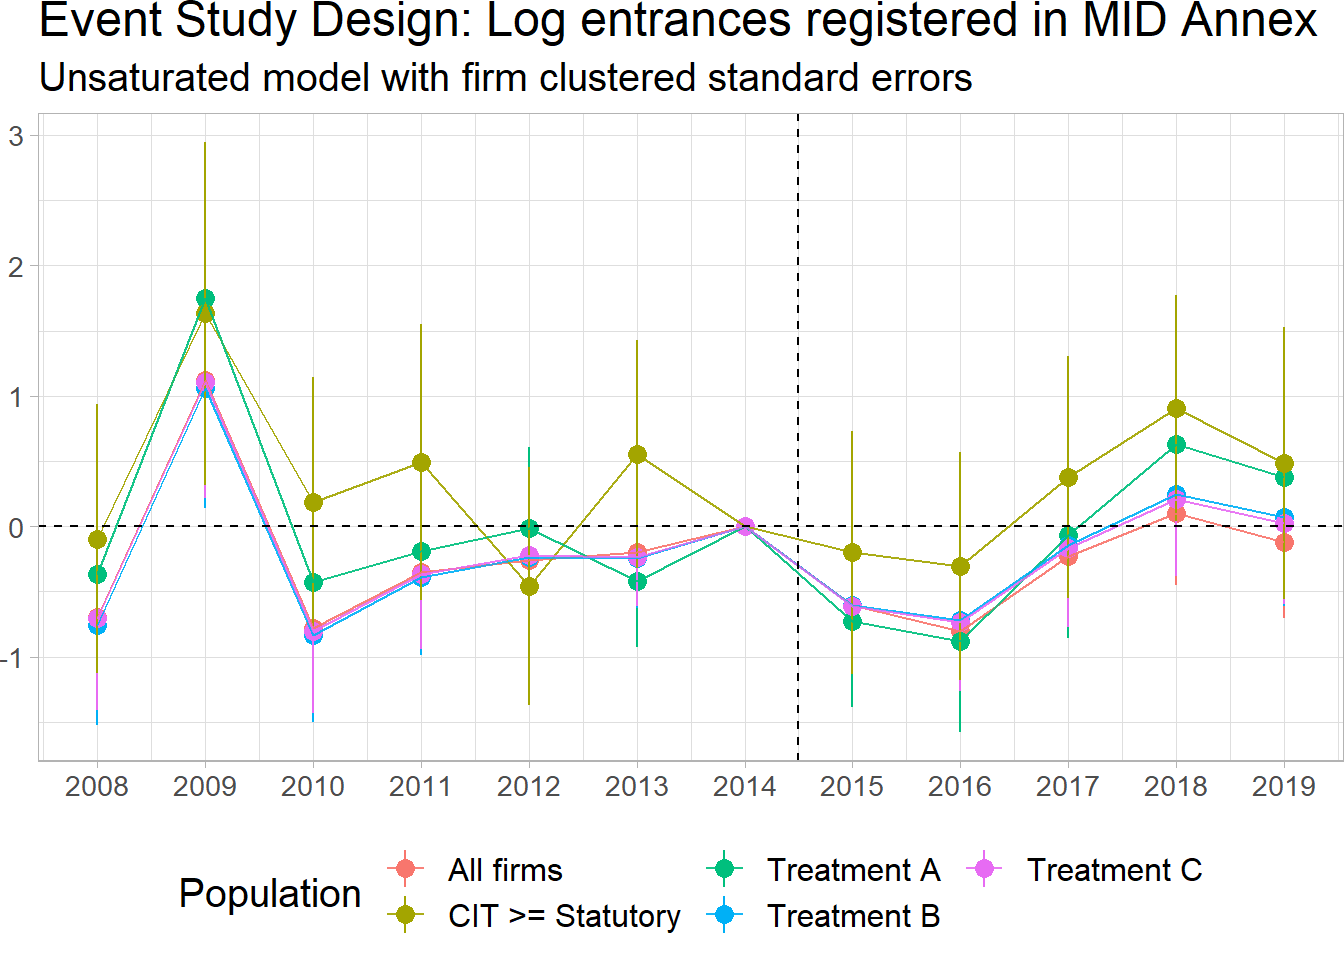 Event Study Design: Log entrances registered in MID Annex
Unsaturated model with firm clustered standard errors
3
2
1
0
-1
2008 2009 2010 2011 2012 2013 2014 2015 2016 2017 2018 2019
Population
All firms
CIT >= Statutory
Treatment A
Treatment B
Treatment C